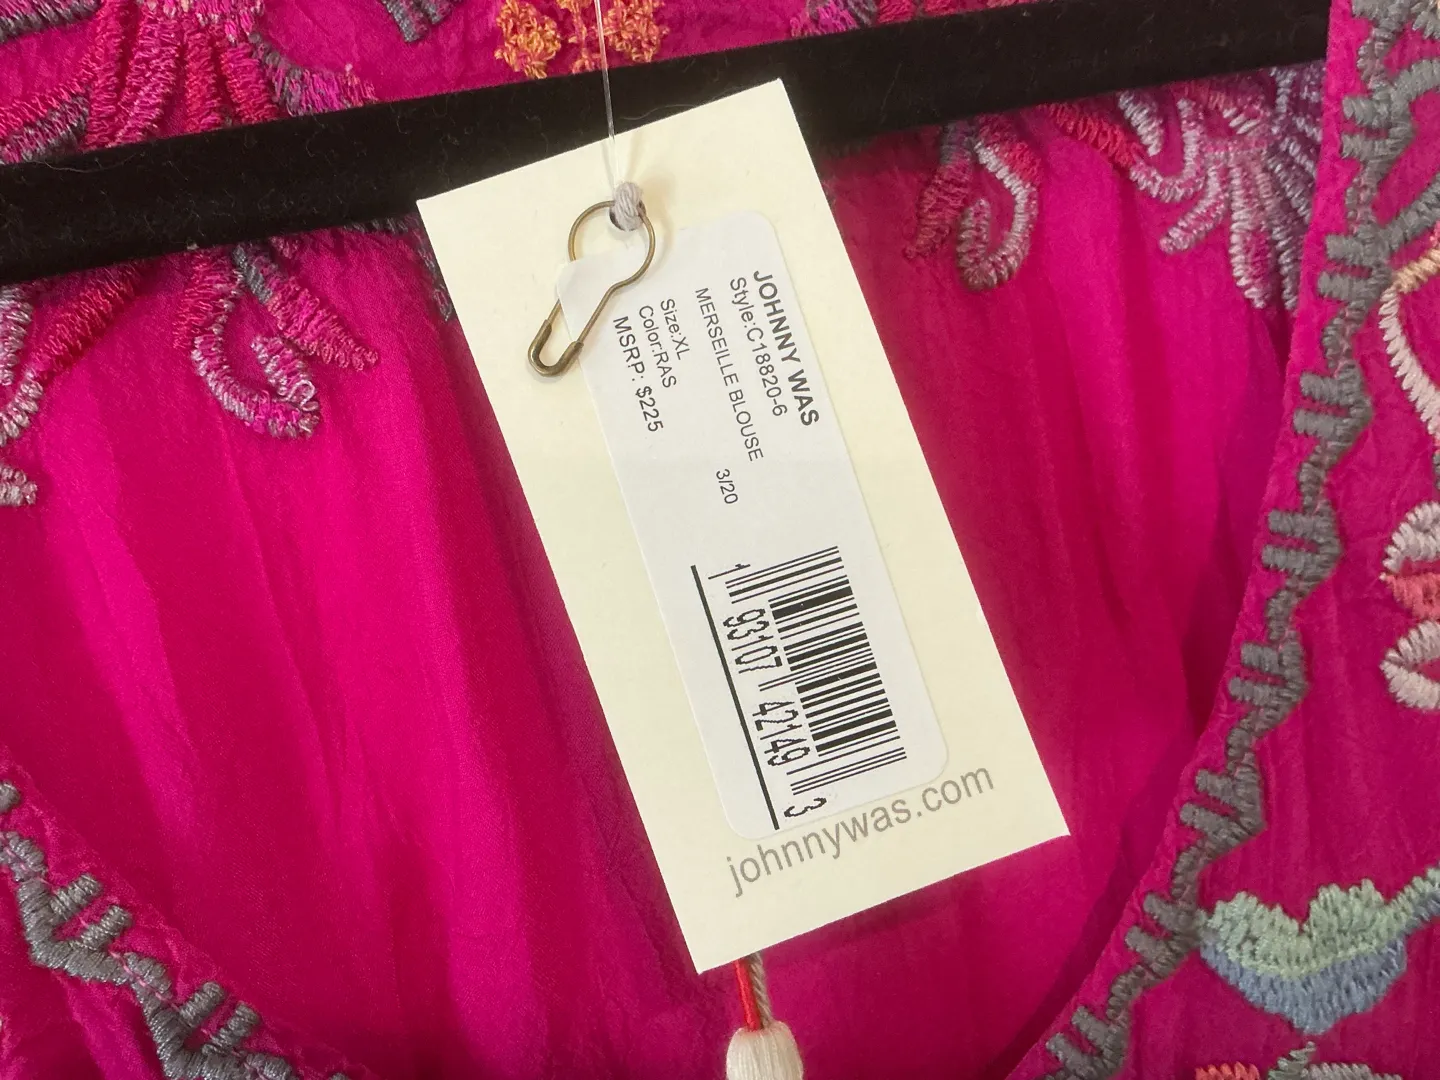 JOHNNY WAS
Style:C18820-6
MERSEILLE BLOUSE 3/20
Size:XL
Color:RAS
MSRP: $225
1 93107 42149 3
johnnywas.com